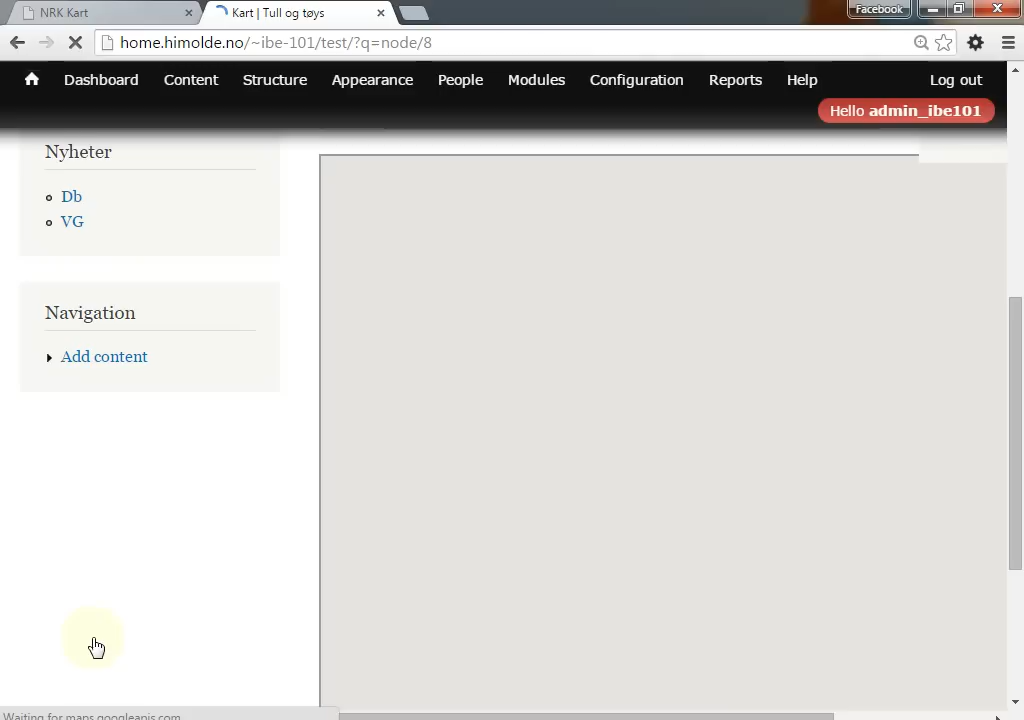 NRK Kart
Kart | Tull og tøys
Facebook
home.himolde.no/~ibe-101/test/?q=node/8
Dashboard Content Structure Appearance People Modules Configuration Reports Help Log out
Hello admin_ibe101
Nyheter
Db
VG
Navigation
Add content
Waiting for maps.googleapis.com